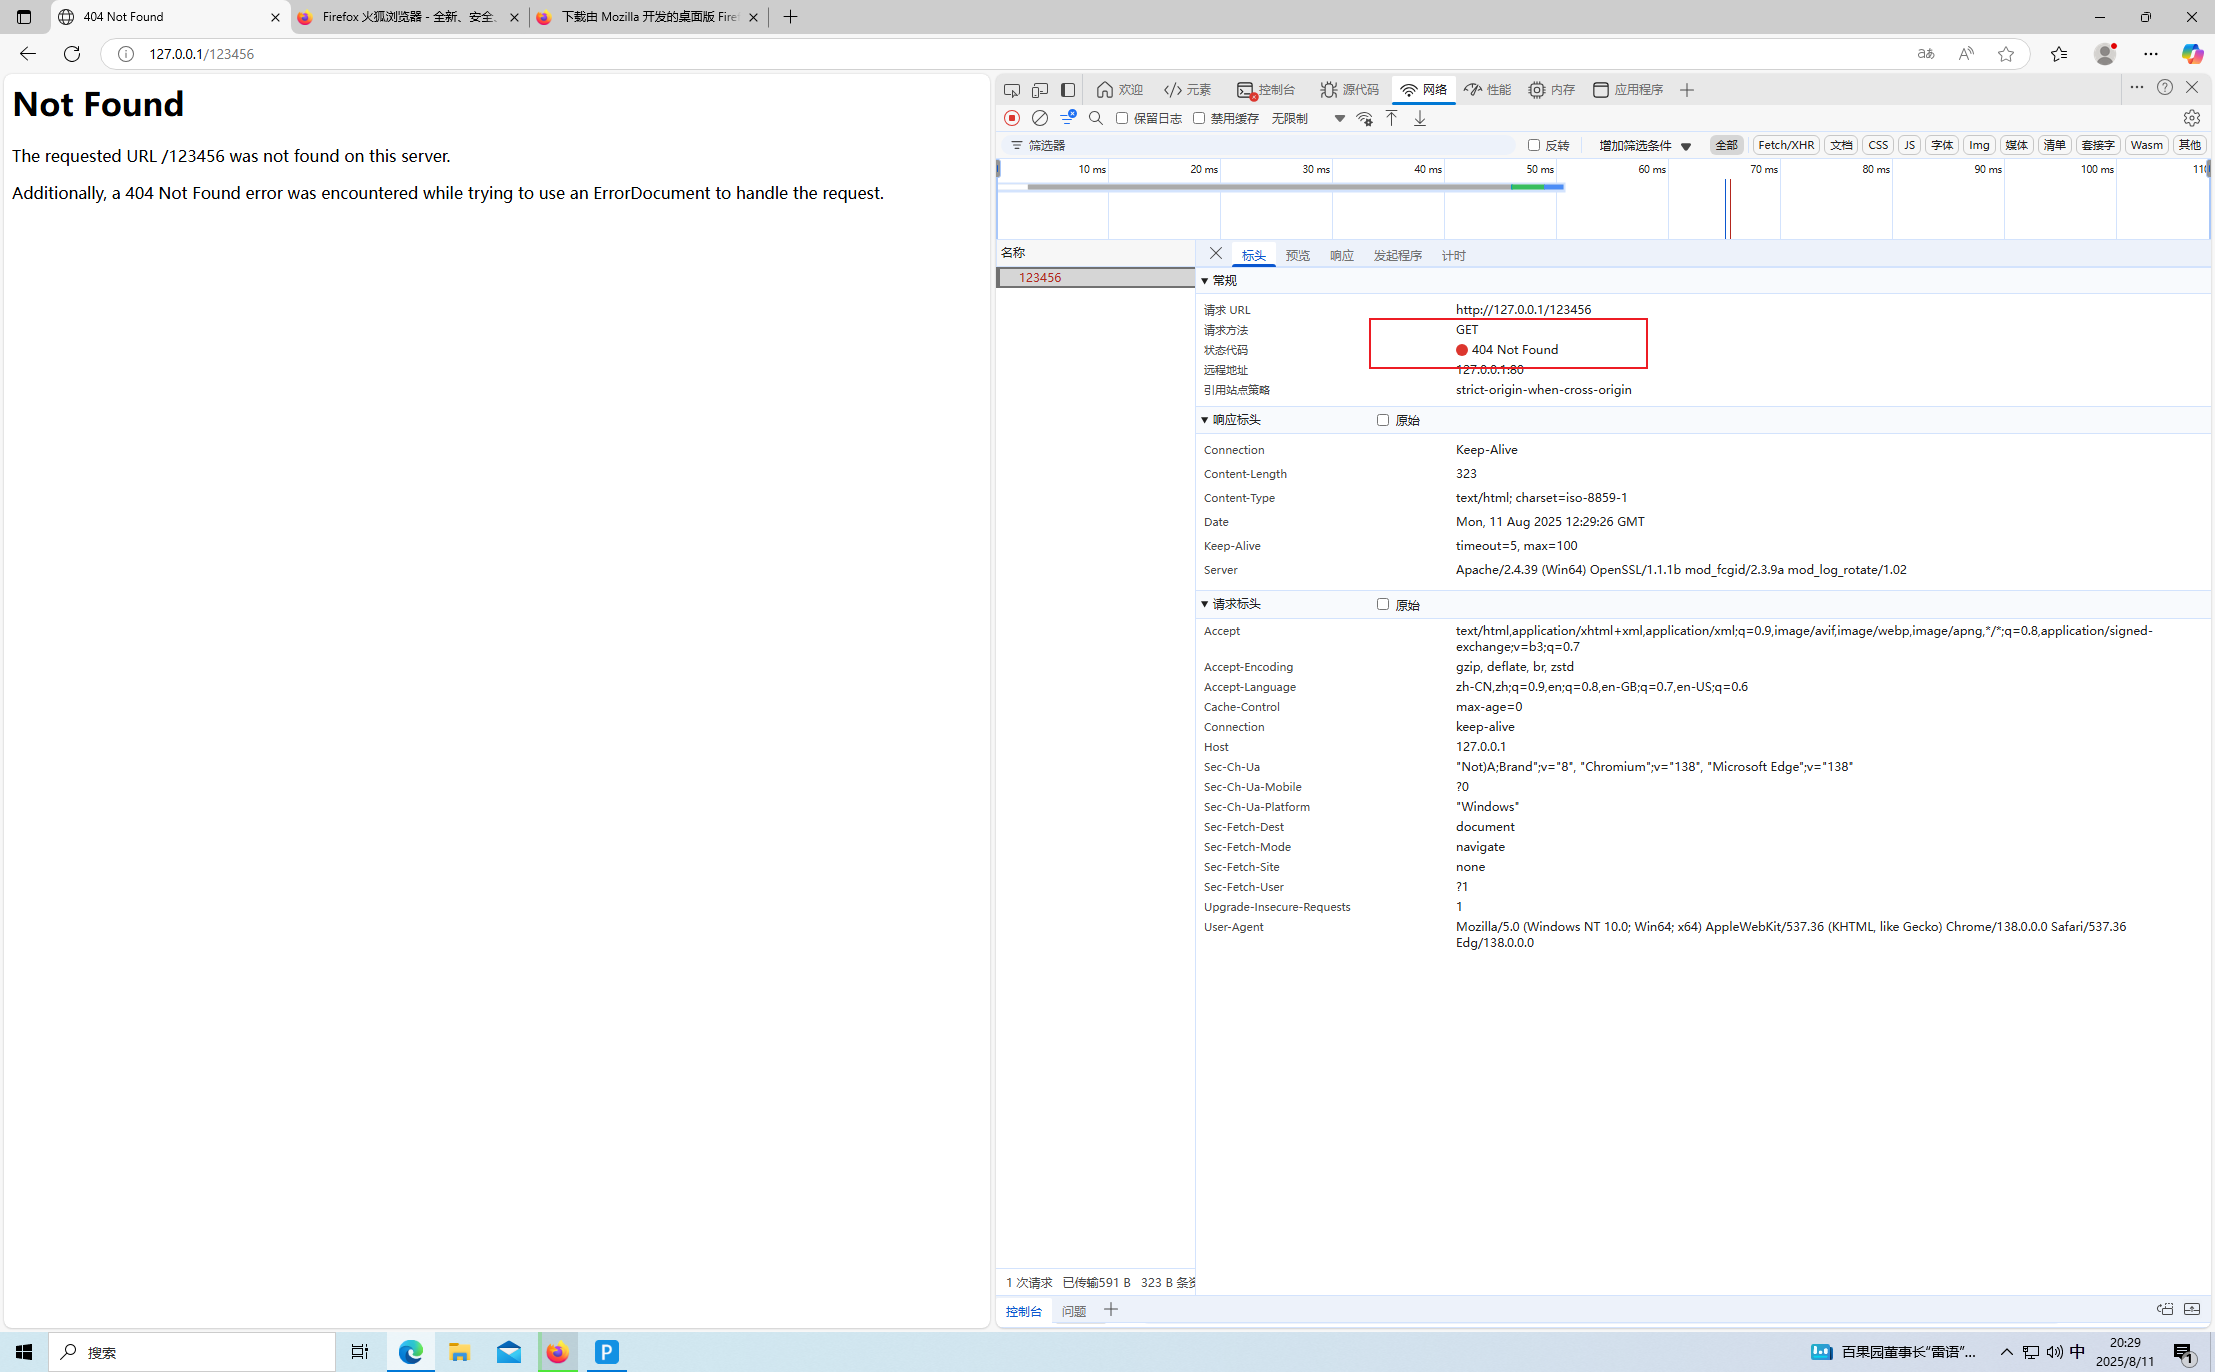 404 Not Found
Firefox 火狐浏览器 - 全新、安全、
下载由 Mozilla 开发的桌面版 Firef
127.0.0.1/123456
Not Found
The requested URL /123456 was not found on this server.
Additionally, a 404 Not Found error was encountered while trying to use an ErrorDocument to handle the request.
欢迎 元素 控制台 源代码 网络 性能 内存 应用程序
保留日志 禁用缓存 无限制
筛选器 反转 增加筛选条件 全部 Fetch/XHR 文档 CSS JS 字体 Img 媒体 清单 套接字 Wasm 其他
10 ms 20 ms 30 ms 40 ms 50 ms 60 ms 70 ms 80 ms 90 ms 100 ms 110
名称
123456
标头 预览 响应 发起程序 计时
常规
请求 URL http://127.0.0.1/123456
请求方法 GET
状态代码 404 Not Found
远程地址 127.0.0.1:80
引用站点策略 strict-origin-when-cross-origin
响应标头 原始
Connection Keep-Alive
Content-Length 323
Content-Type text/html; charset=iso-8859-1
Date Mon, 11 Aug 2025 12:29:26 GMT
Keep-Alive timeout=5, max=100
Server Apache/2.4.39 (Win64) OpenSSL/1.1.1b mod_fcgid/2.3.9a mod_log_rotate/1.02
请求标头 原始
Accept text/html,application/xhtml+xml,application/xml;q=0.9,image/avif,image/webp,image/apng,*/*;q=0.8,application/signed-
exchange;v=b3;q=0.7
Accept-Encoding gzip, deflate, br, zstd
Accept-Language zh-CN,zh;q=0.9,en;q=0.8,en-GB;q=0.7,en-US;q=0.6
Cache-Control max-age=0
Connection keep-alive
Host 127.0.0.1
Sec-Ch-Ua "Not)A;Brand";v="8", "Chromium";v="138", "Microsoft Edge";v="138"
Sec-Ch-Ua-Mobile ?0
Sec-Ch-Ua-Platform "Windows"
Sec-Fetch-Dest document
Sec-Fetch-Mode navigate
Sec-Fetch-Site none
Sec-Fetch-User ?1
Upgrade-Insecure-Requests 1
User-Agent Mozilla/5.0 (Windows NT 10.0; Win64; x64) AppleWebKit/537.36 (KHTML, like Gecko) Chrome/138.0.0.0 Safari/537.36
Edg/138.0.0.0
1 次请求 已传输591 B 323 B 条资
控制台 问题
搜索
百果园董事长“雷语”...
中
20:29
2025/8/11
1